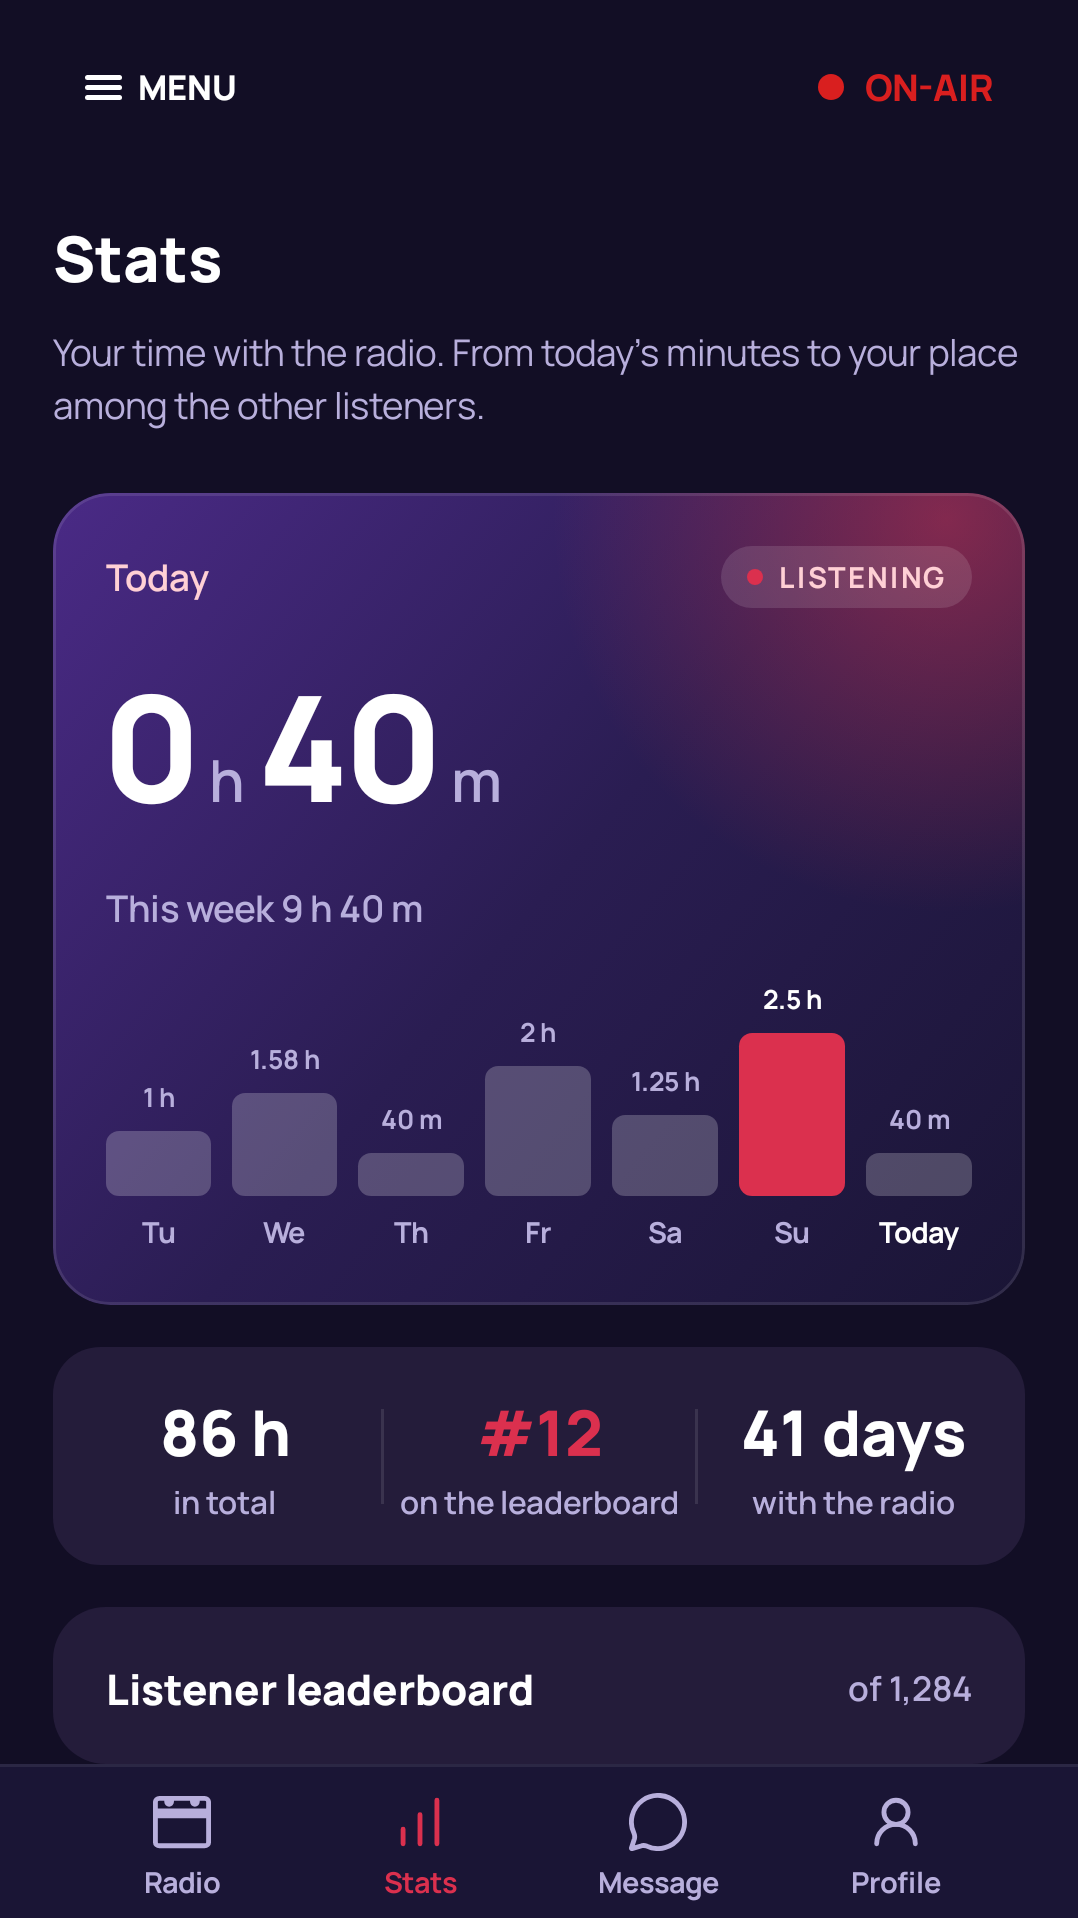 MENU
ON-AIR
Stats
Your time with the radio. From today's minutes to your place
among the other listeners.
Today
LISTENING
0 h 40 m
This week 9 h 40 m
1 h
1.58 h
40 m
2 h
1.25 h
2.5 h
40 m
Tu
We
Th
Fr
Sa
Su
Today
86 h
in total
#12
on the leaderboard
41 days
with the radio
Listener leaderboard
of 1,284
Radio
Stats
Message
Profile